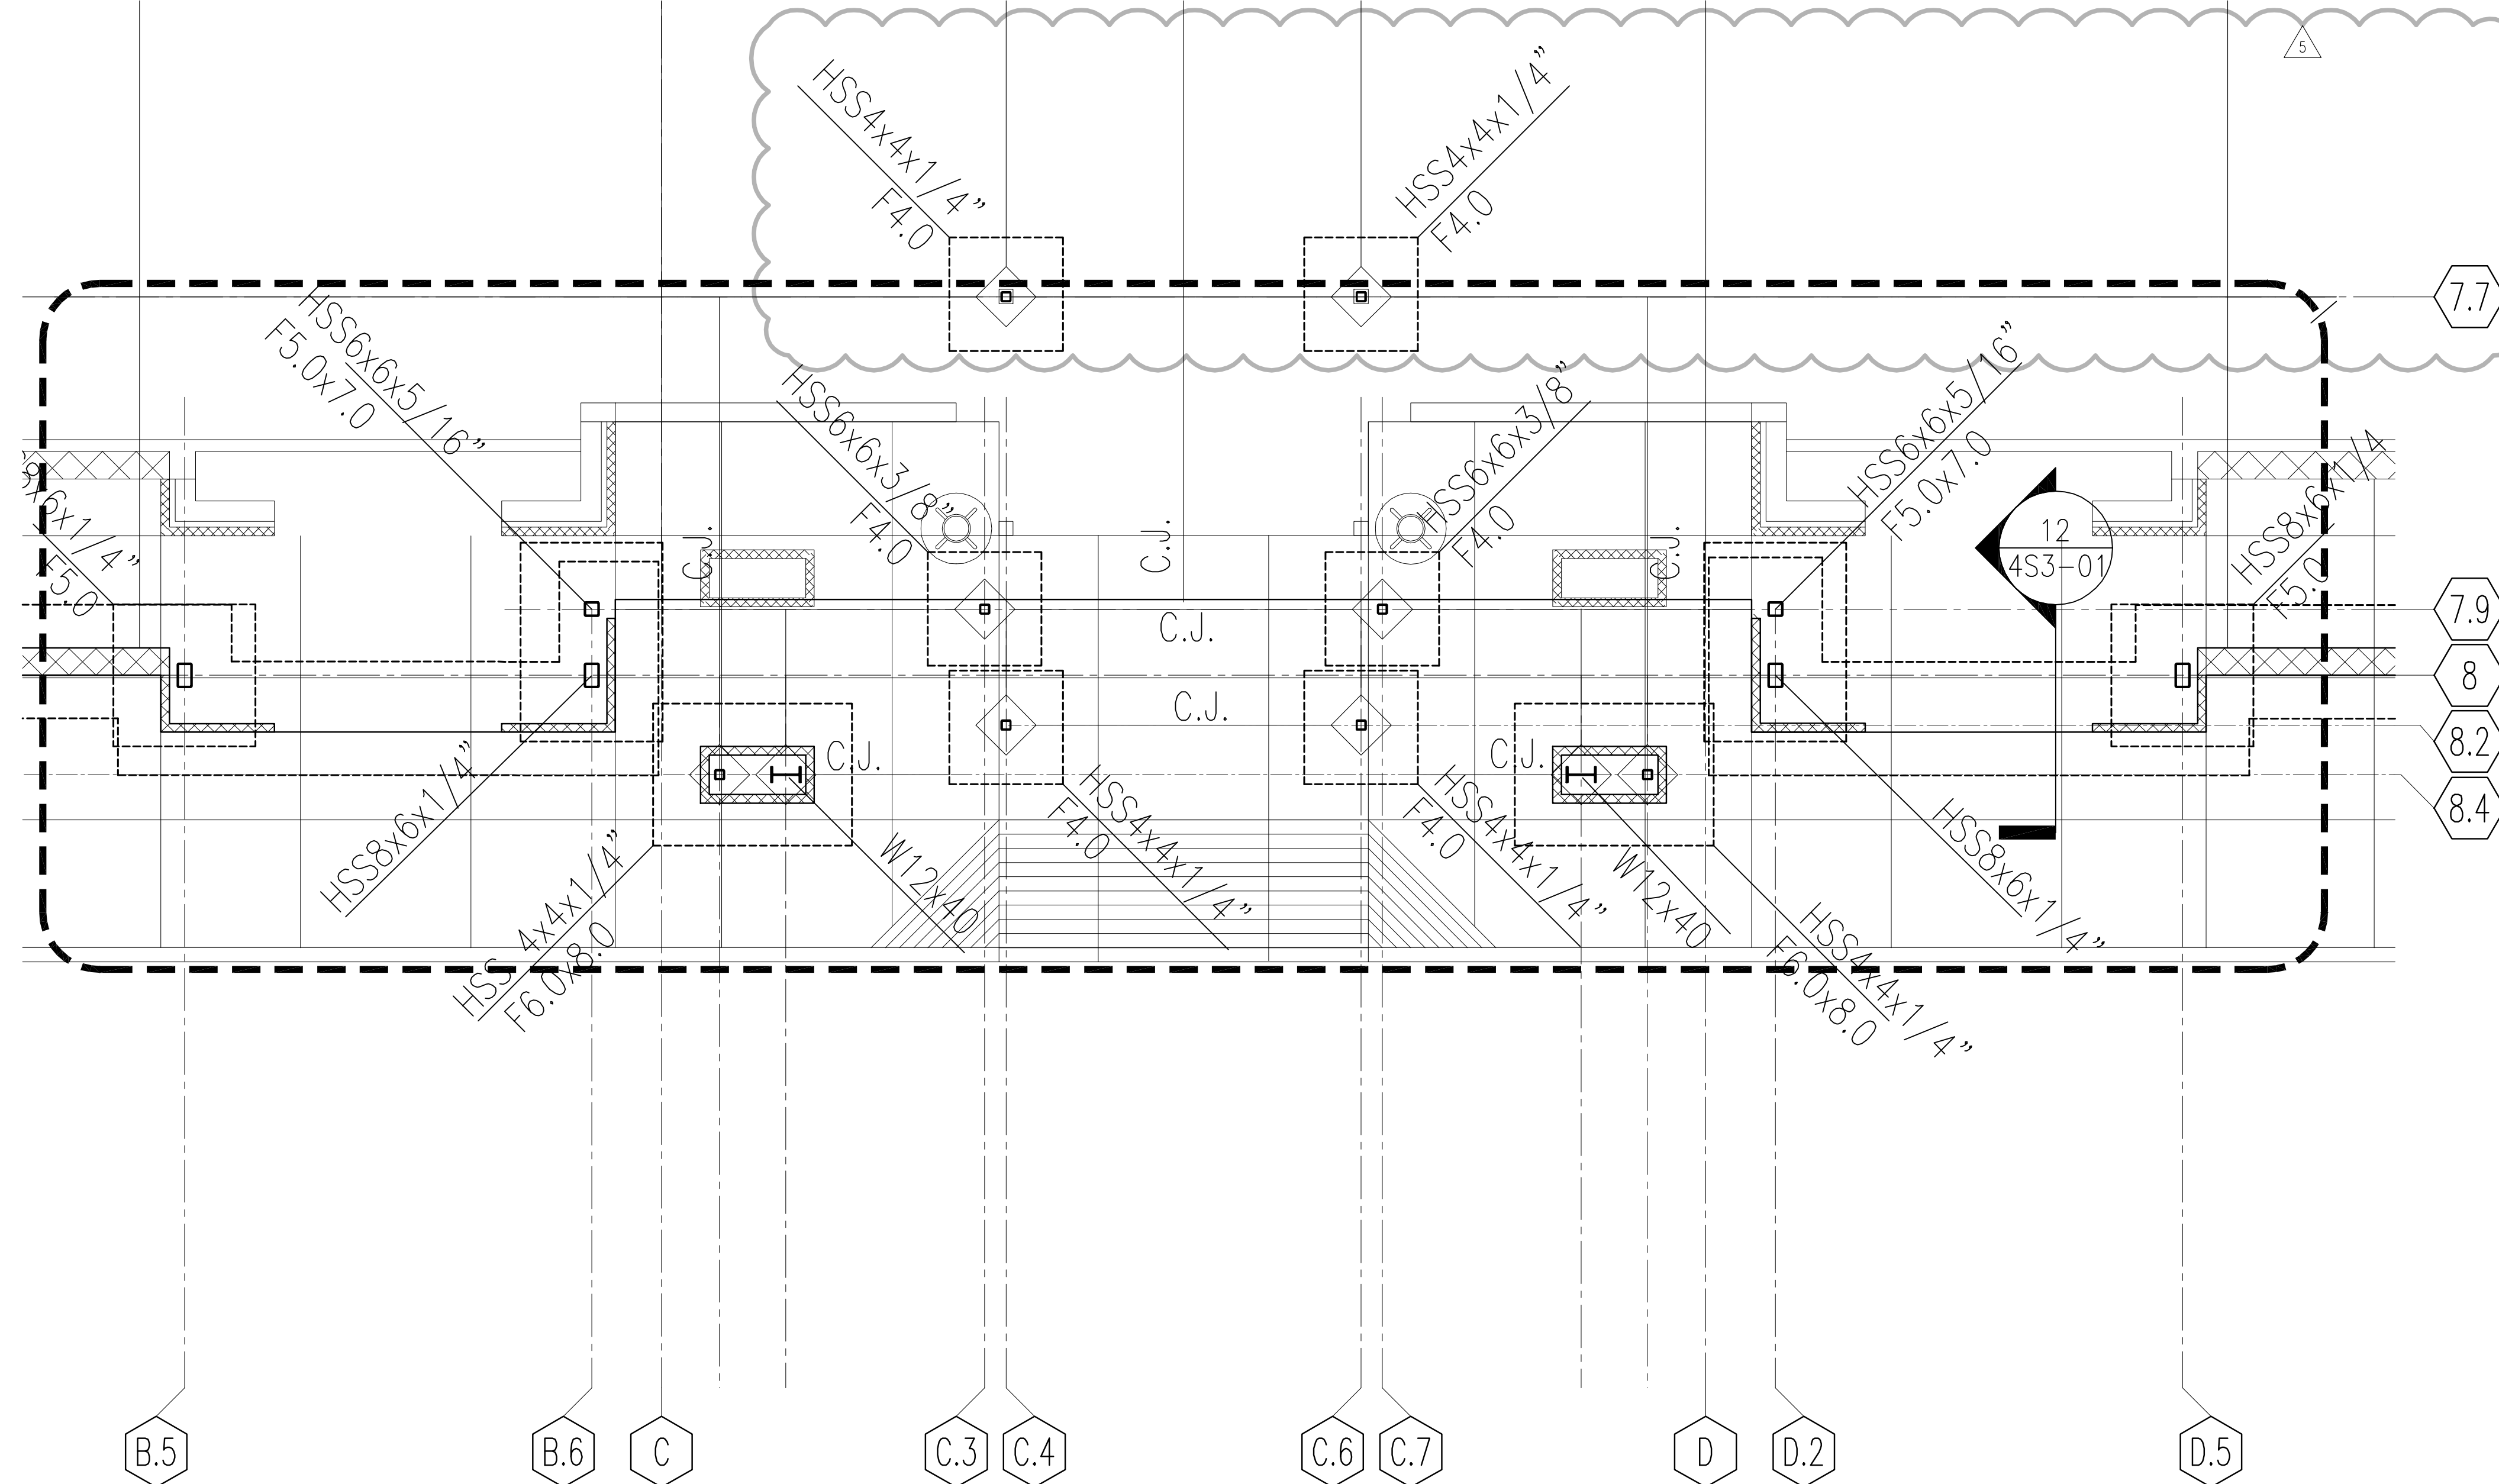 5
HSS4x4x1/4"
F4.0
HSS4x4x1/4"
F4.0
7.7
HSS6x6x5/16"
F5.0x7.0
HSS6x6x3/8"
F4.0
HSS6x6x3/8"
F4.0
HSS6x6x5/16"
F5.0x7.0
6x1/4"
F5.0
HSS8x6x1/4
F5.0
12
4S3-01
C.J.
C.J.
C.J.
C.J.
C.J.
C.J.
C.J.
7.9
8
8.2
8.4
HSS8x6x1/4"
HSS 4x4x1/4"
F6.0x8.0
W12x40
HSS4x4x1/4"
F4.0
HSS4x4x1/4"
F4.0
W12x40
HSS4x4x1/4"
F6.0x8.0
HSS8x6x1/4"
B.5
B.6
C
C.3
C.4
C.6
C.7
D
D.2
D.5